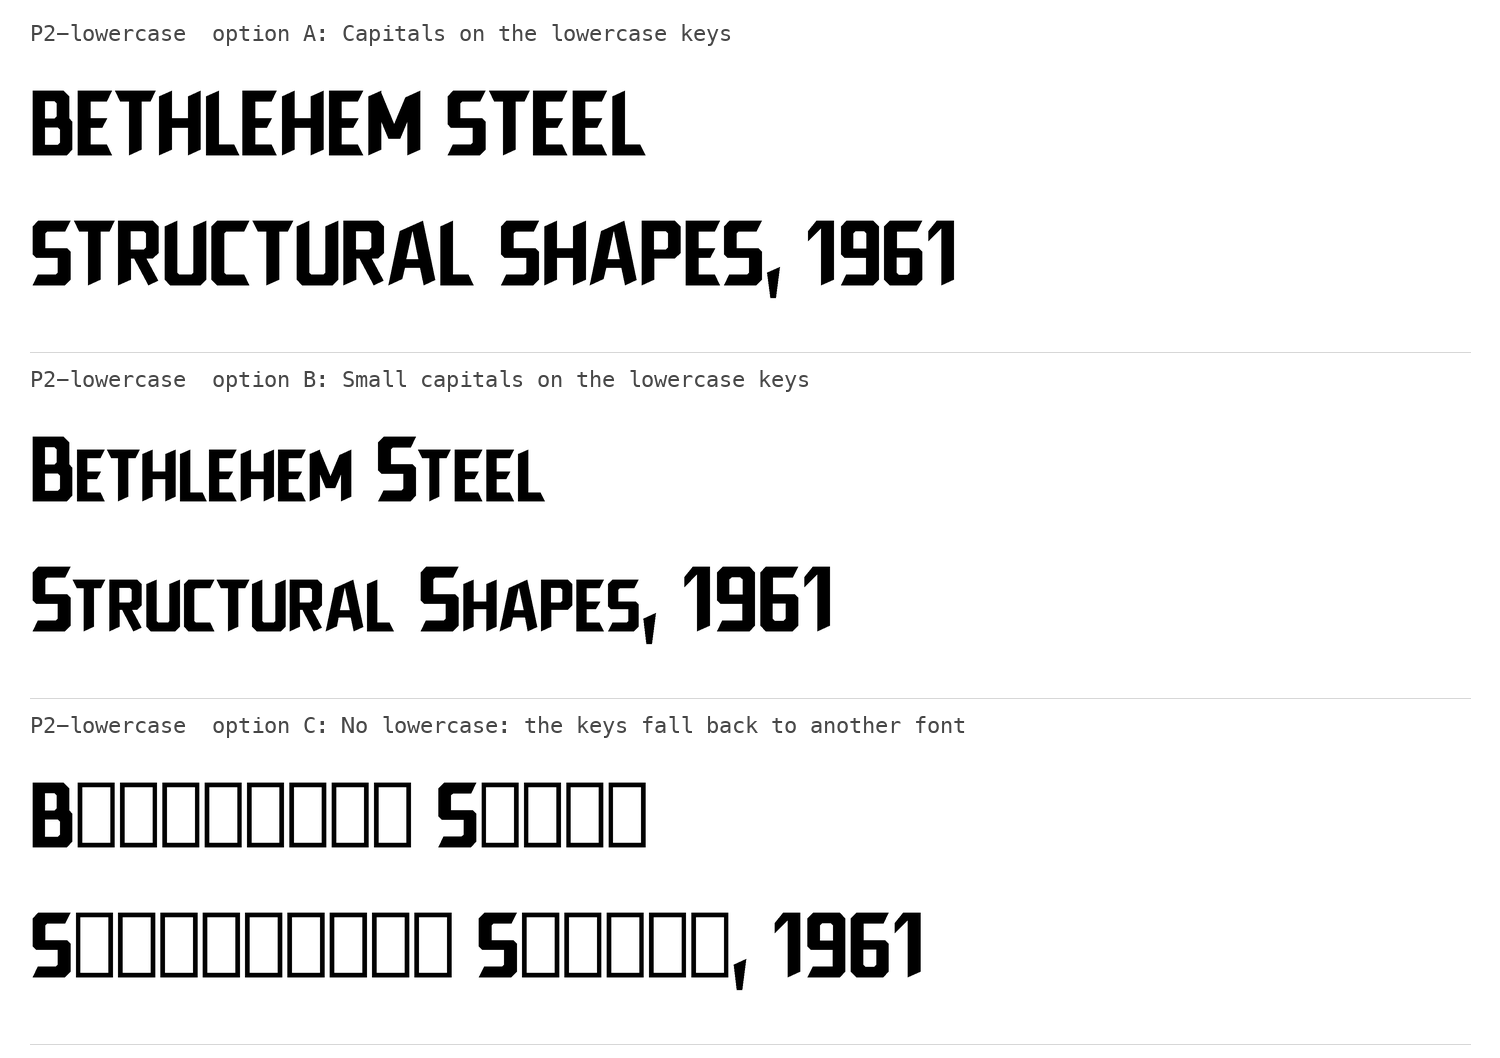 P2−lowercase  option A: Capitals on the lowercase keys
BETHLEHEM STEEL
STRUCTURAL SHAPES, 1961
P2−lowercase  option B: Small capitals on the lowercase keys
Bethlehem Steel
Structural Shapes, 1961
P2−lowercase  option C: No lowercase: the keys fall back to another font
B□□□□□□□□ S□□□□
S□□□□□□□□□ S□□□□□, 1961